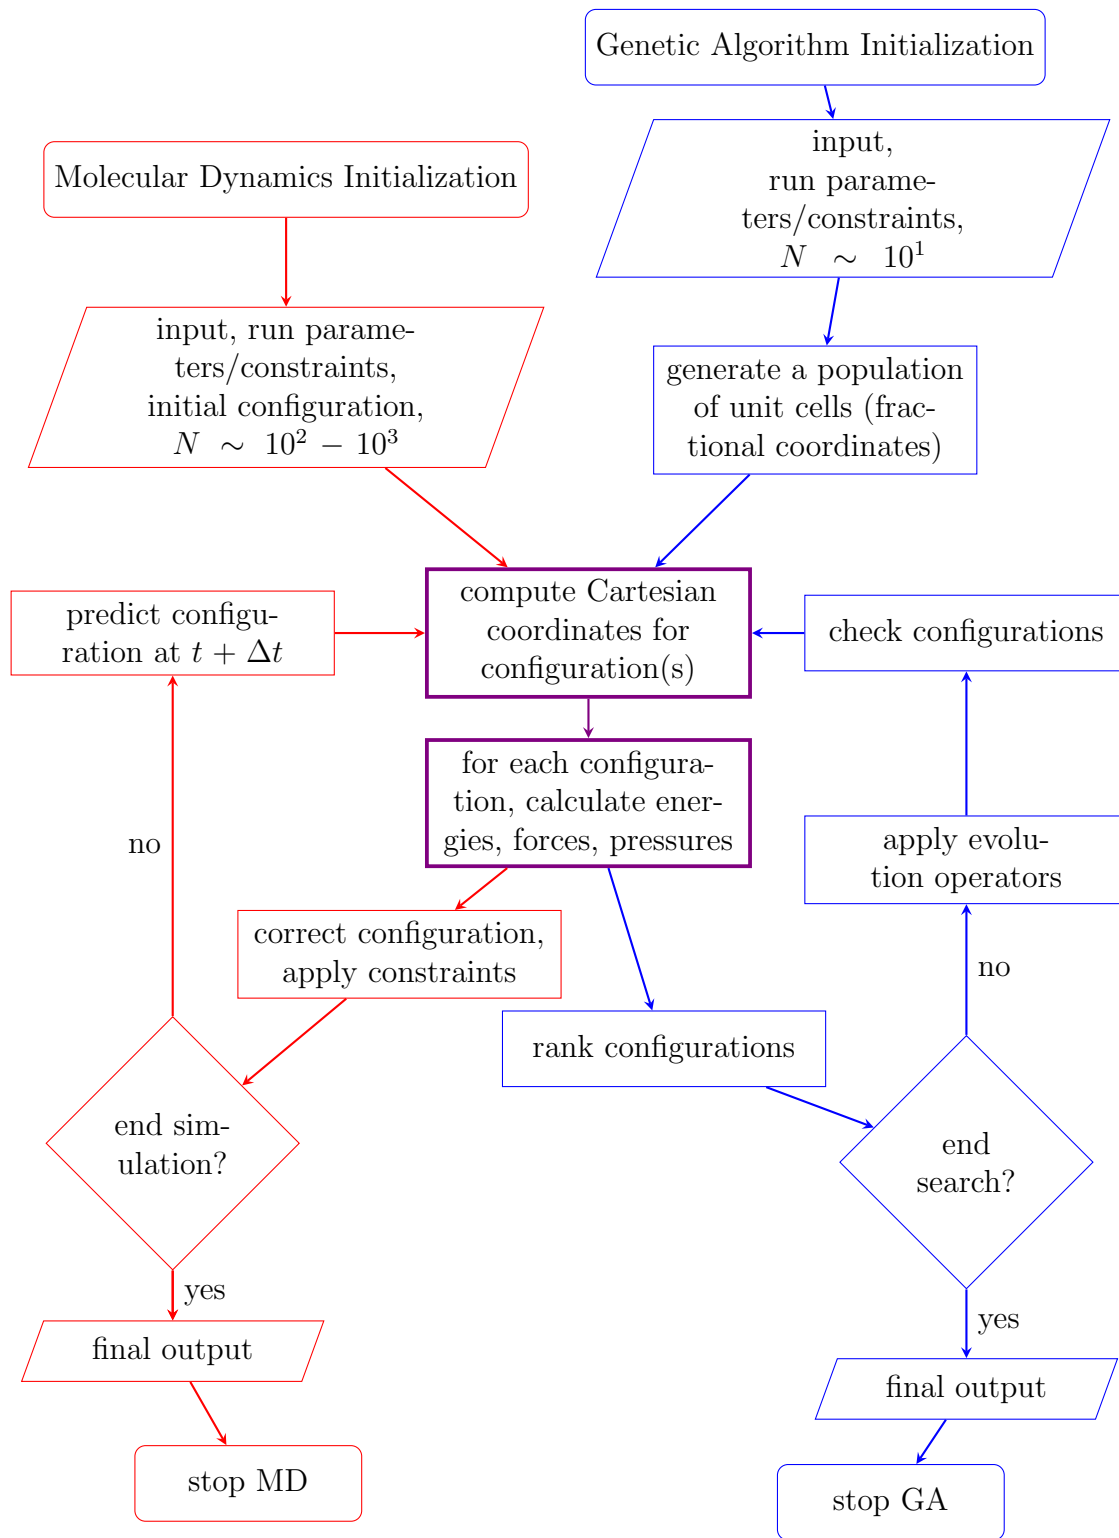 Genetic Algorithm Initialization
input,
run parame-
ters/constraints,
N ∼ 10¹
Molecular Dynamics Initialization
input, run parame-
ters/constraints,
initial configuration,
N ∼ 10² − 10³
generate a population
of unit cells (frac-
tional coordinates)
compute Cartesian
coordinates for
configuration(s)
predict configu-
ration at t + Δt
check configurations
for each configura-
tion, calculate ener-
gies, forces, pressures
no
apply evolu-
tion operators
correct configuration,
apply constraints
no
rank configurations
end sim-
ulation?
end
search?
yes
final output
yes
final output
stop MD
stop GA